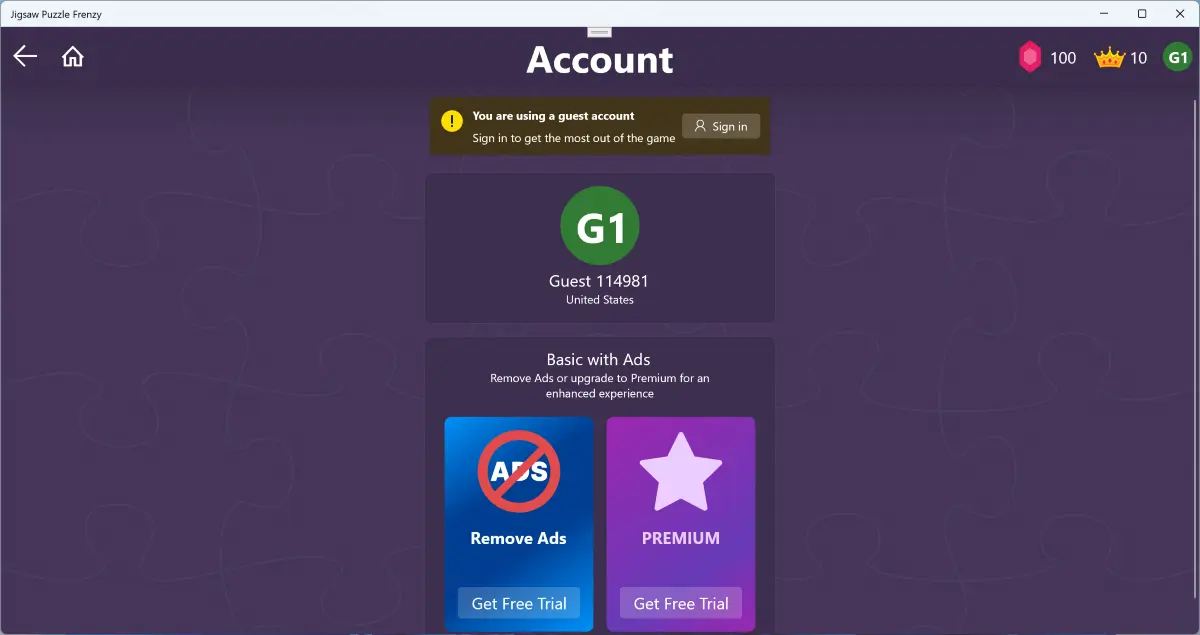 Jigsaw Puzzle Frenzy
Account
100
10
G1
You are using a guest account
Sign in to get the most out of the game
Sign in
G1
Guest 114981
United States
Basic with Ads
Remove Ads or upgrade to Premium for an
enhanced experience
ADS
Remove Ads
Get Free Trial
PREMIUM
Get Free Trial